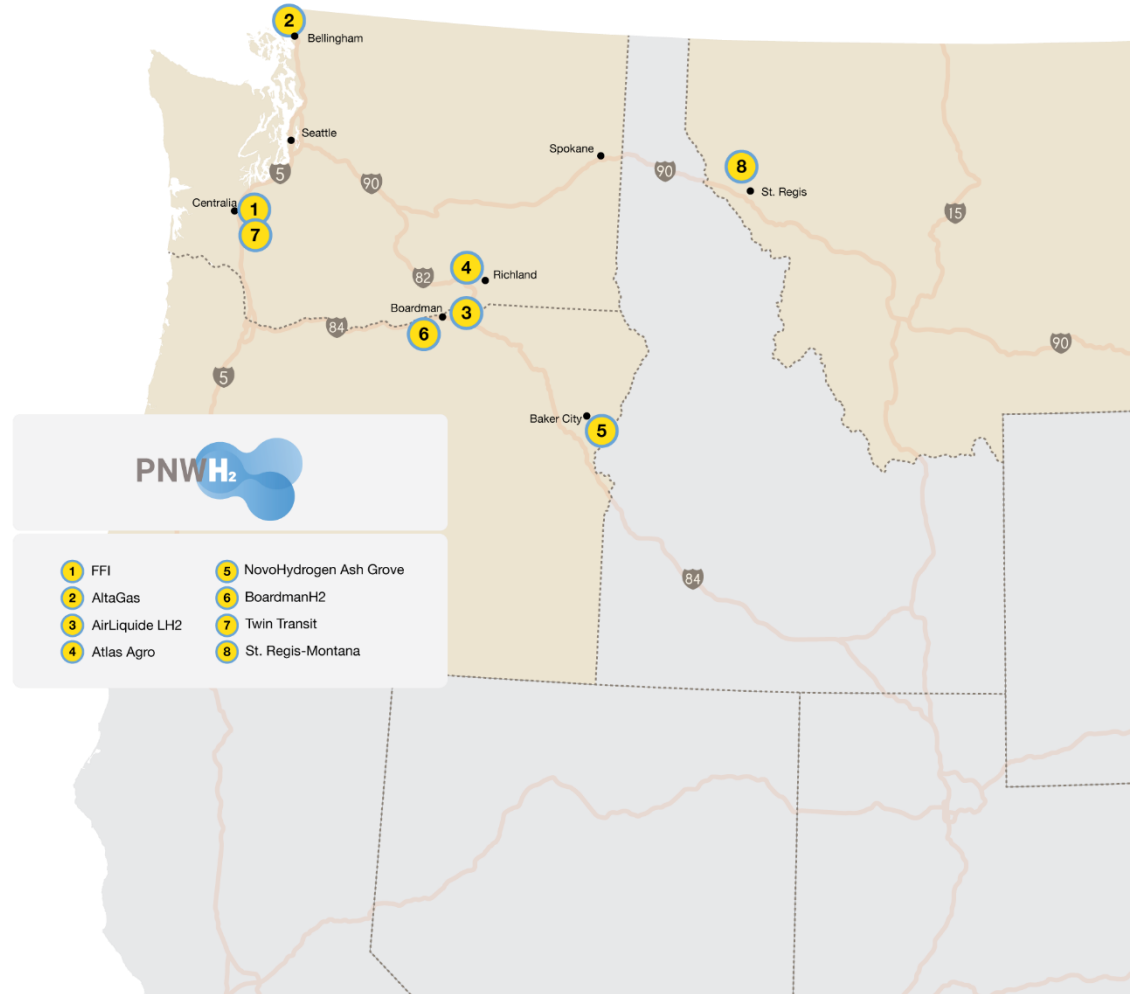 2
Bellingham
Seattle
Spokane
5
90
90
8
St. Regis
Centralia
1
7
15
4
Richland
82
Boardman
3
84
6
90
5
Baker City
5
PNWH₂
84
1 FFI
2 AltaGas
3 AirLiquide LH2
4 Atlas Agro
5 NovoHydrogen Ash Grove
6 BoardmanH2
7 Twin Transit
8 St. Regis-Montana